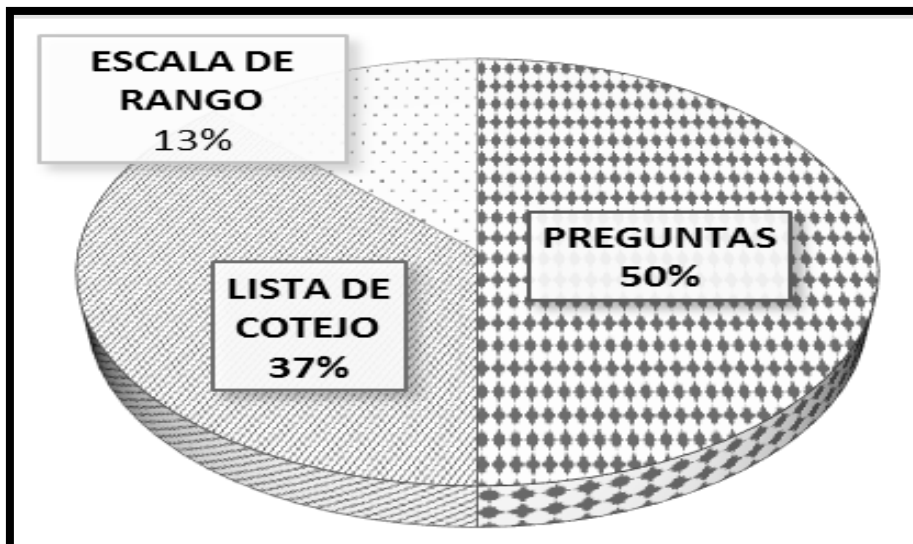 ESCALA DE
RANGO
13%
PREGUNTAS
50%
LISTA DE
COTEJO
37%